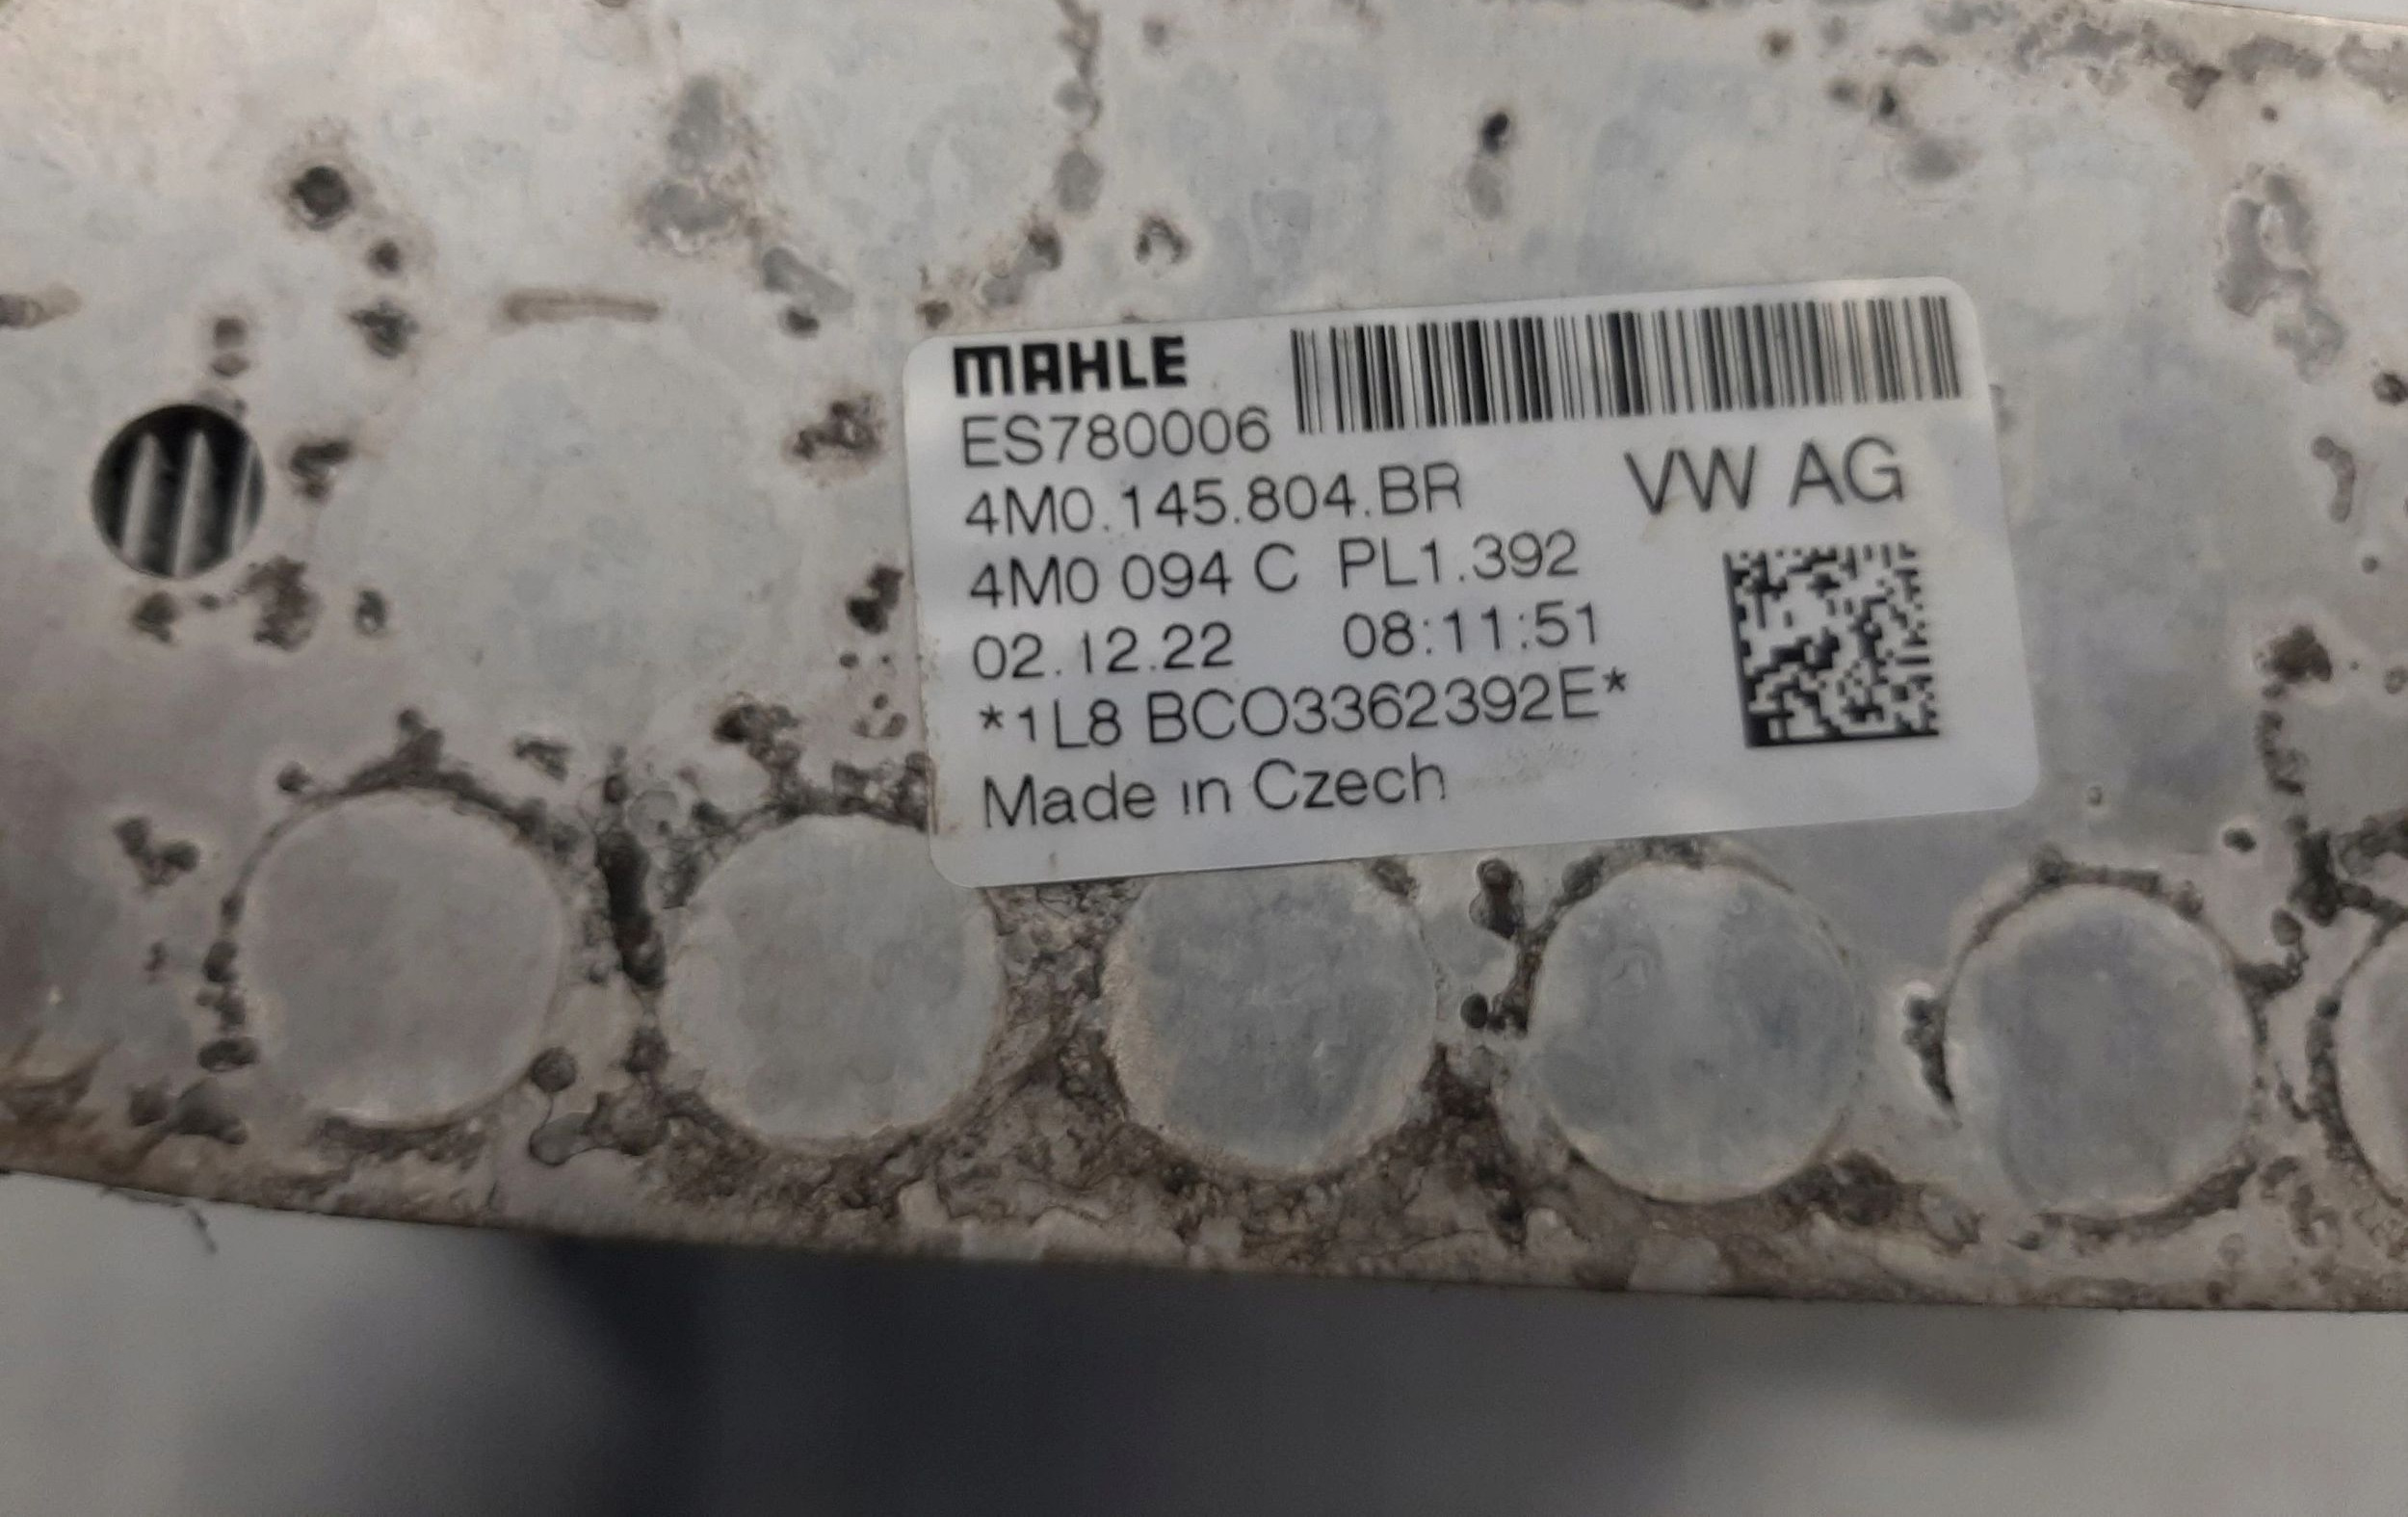 MAHLE
ES780006
4M0.145.804.BR VW AG
4M0 094 C PL1.392
02.12.22 08:11:51
*1L8 BCO3362392E*
Made in Czech